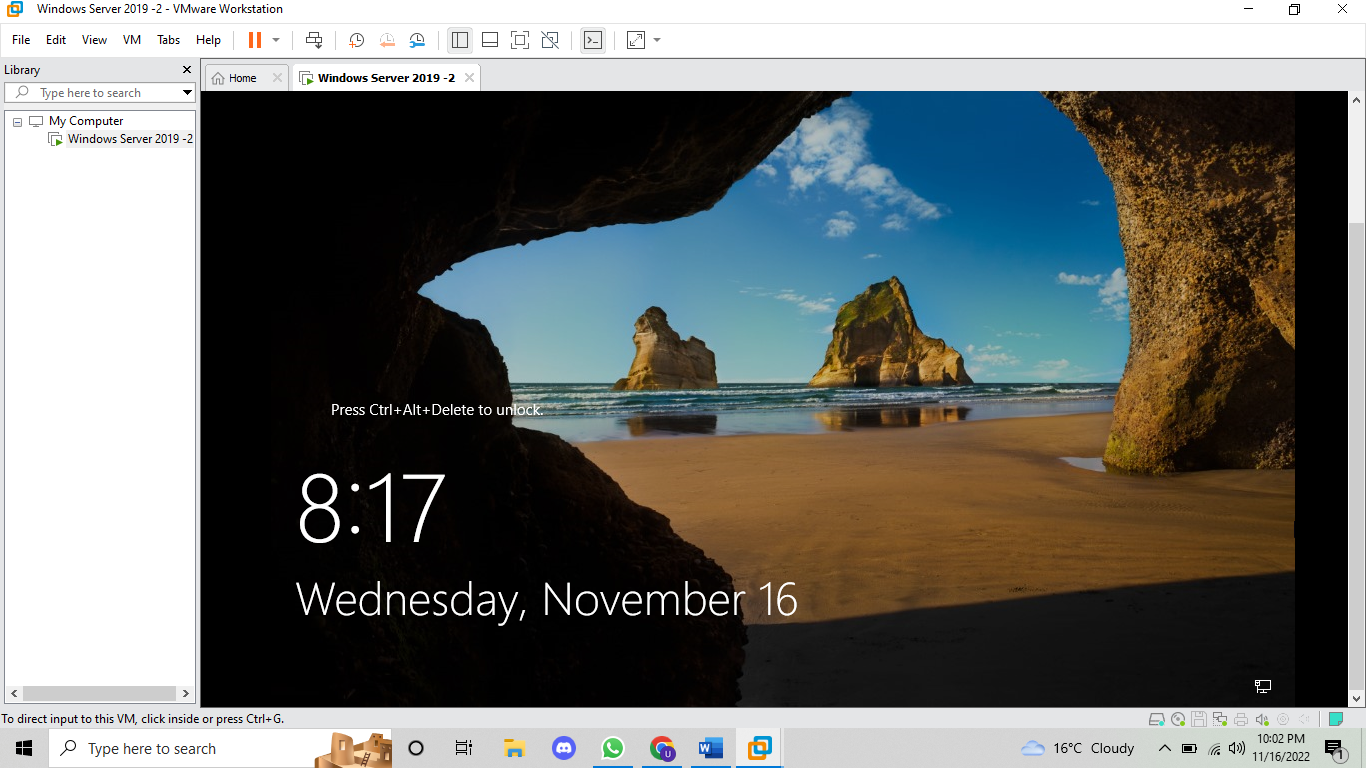 Windows Server 2019 -2 - VMware Workstation
File Edit View VM Tabs Help
Library
Home
Windows Server 2019 -2
Type here to search
My Computer
Windows Server 2019 -2
Press Ctrl+Alt+Delete to unlock.
8:17
Wednesday, November 16
To direct input to this VM, click inside or press Ctrl+G.
Type here to search
16°C Cloudy
10:02 PM
11/16/2022
1